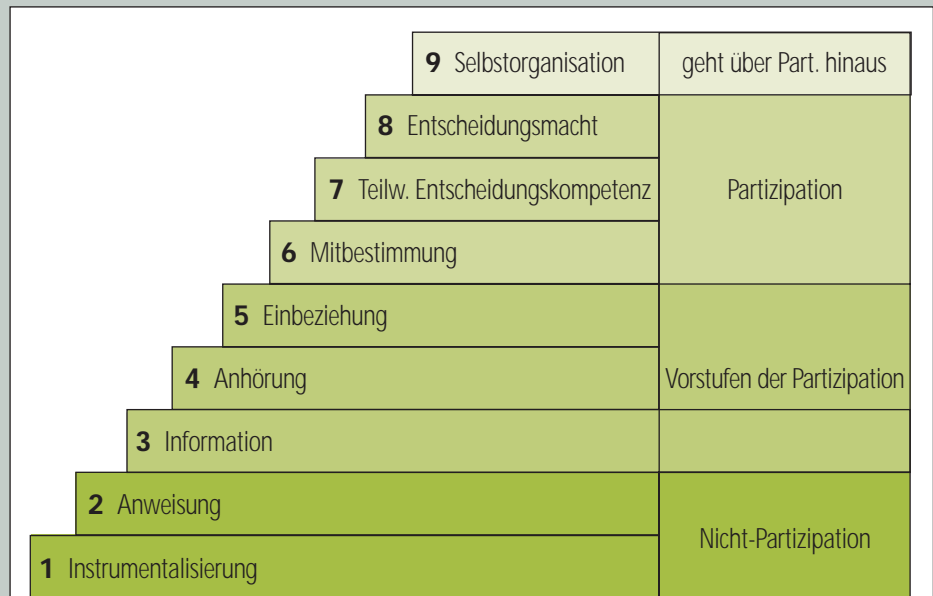 9 Selbstorganisation geht über Part. hinaus
8 Entscheidungsmacht
7 Teilw. Entscheidungskompetenz Partizipation
6 Mitbestimmung
5 Einbeziehung
4 Anhörung Vorstufen der Partizipation
3 Information
2 Anweisung
Nicht-Partizipation
1 Instrumentalisierung